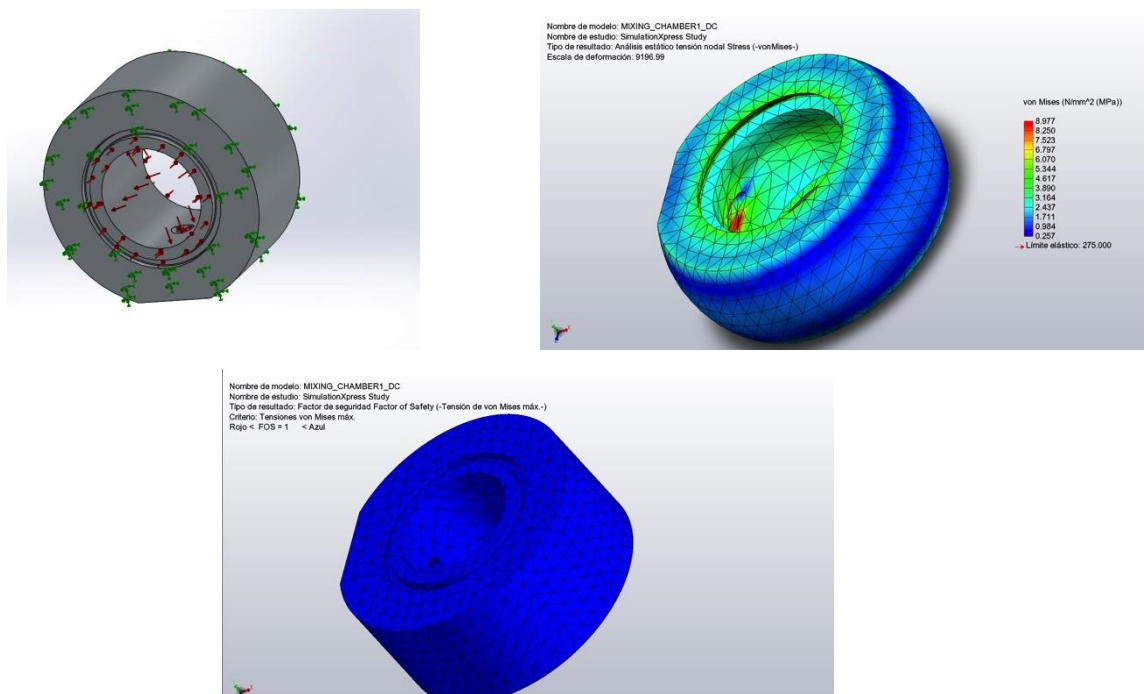 Nombre de modelo: MIXING_CHAMBER1_DC
Nombre de estudio: SimulationXpress Study
Tipo de resultado: Análisis estático tensión nodal Stress (-vonMises-)
Escala de deformación: 9196.99
von Mises (N/mm^2 (MPa))
8.977
8.250
7.523
6.797
6.070
5.344
4.617
3.890
3.164
2.437
1.711
0.984
0.257
Límite elástico: 275.000
Nombre de modelo: MIXING_CHAMBER1_DC
Nombre de estudio: SimulationXpress Study
Tipo de resultado: Factor de seguridad Factor of Safety (-Tensión de von Mises máx.-)
Criterio: Tensiones von Mises máx.
Rojo < FOS = 1 < Azul